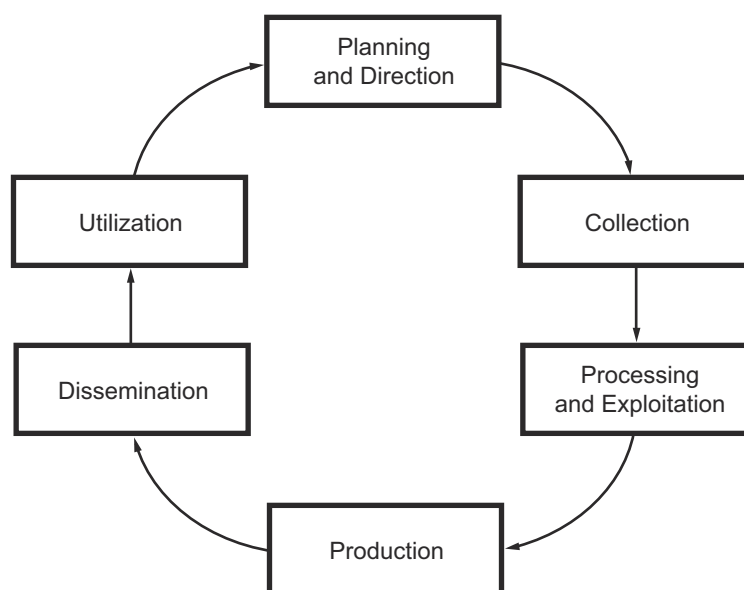 Planning
and Direction
Collection
Processing
and Exploitation
Production
Dissemination
Utilization